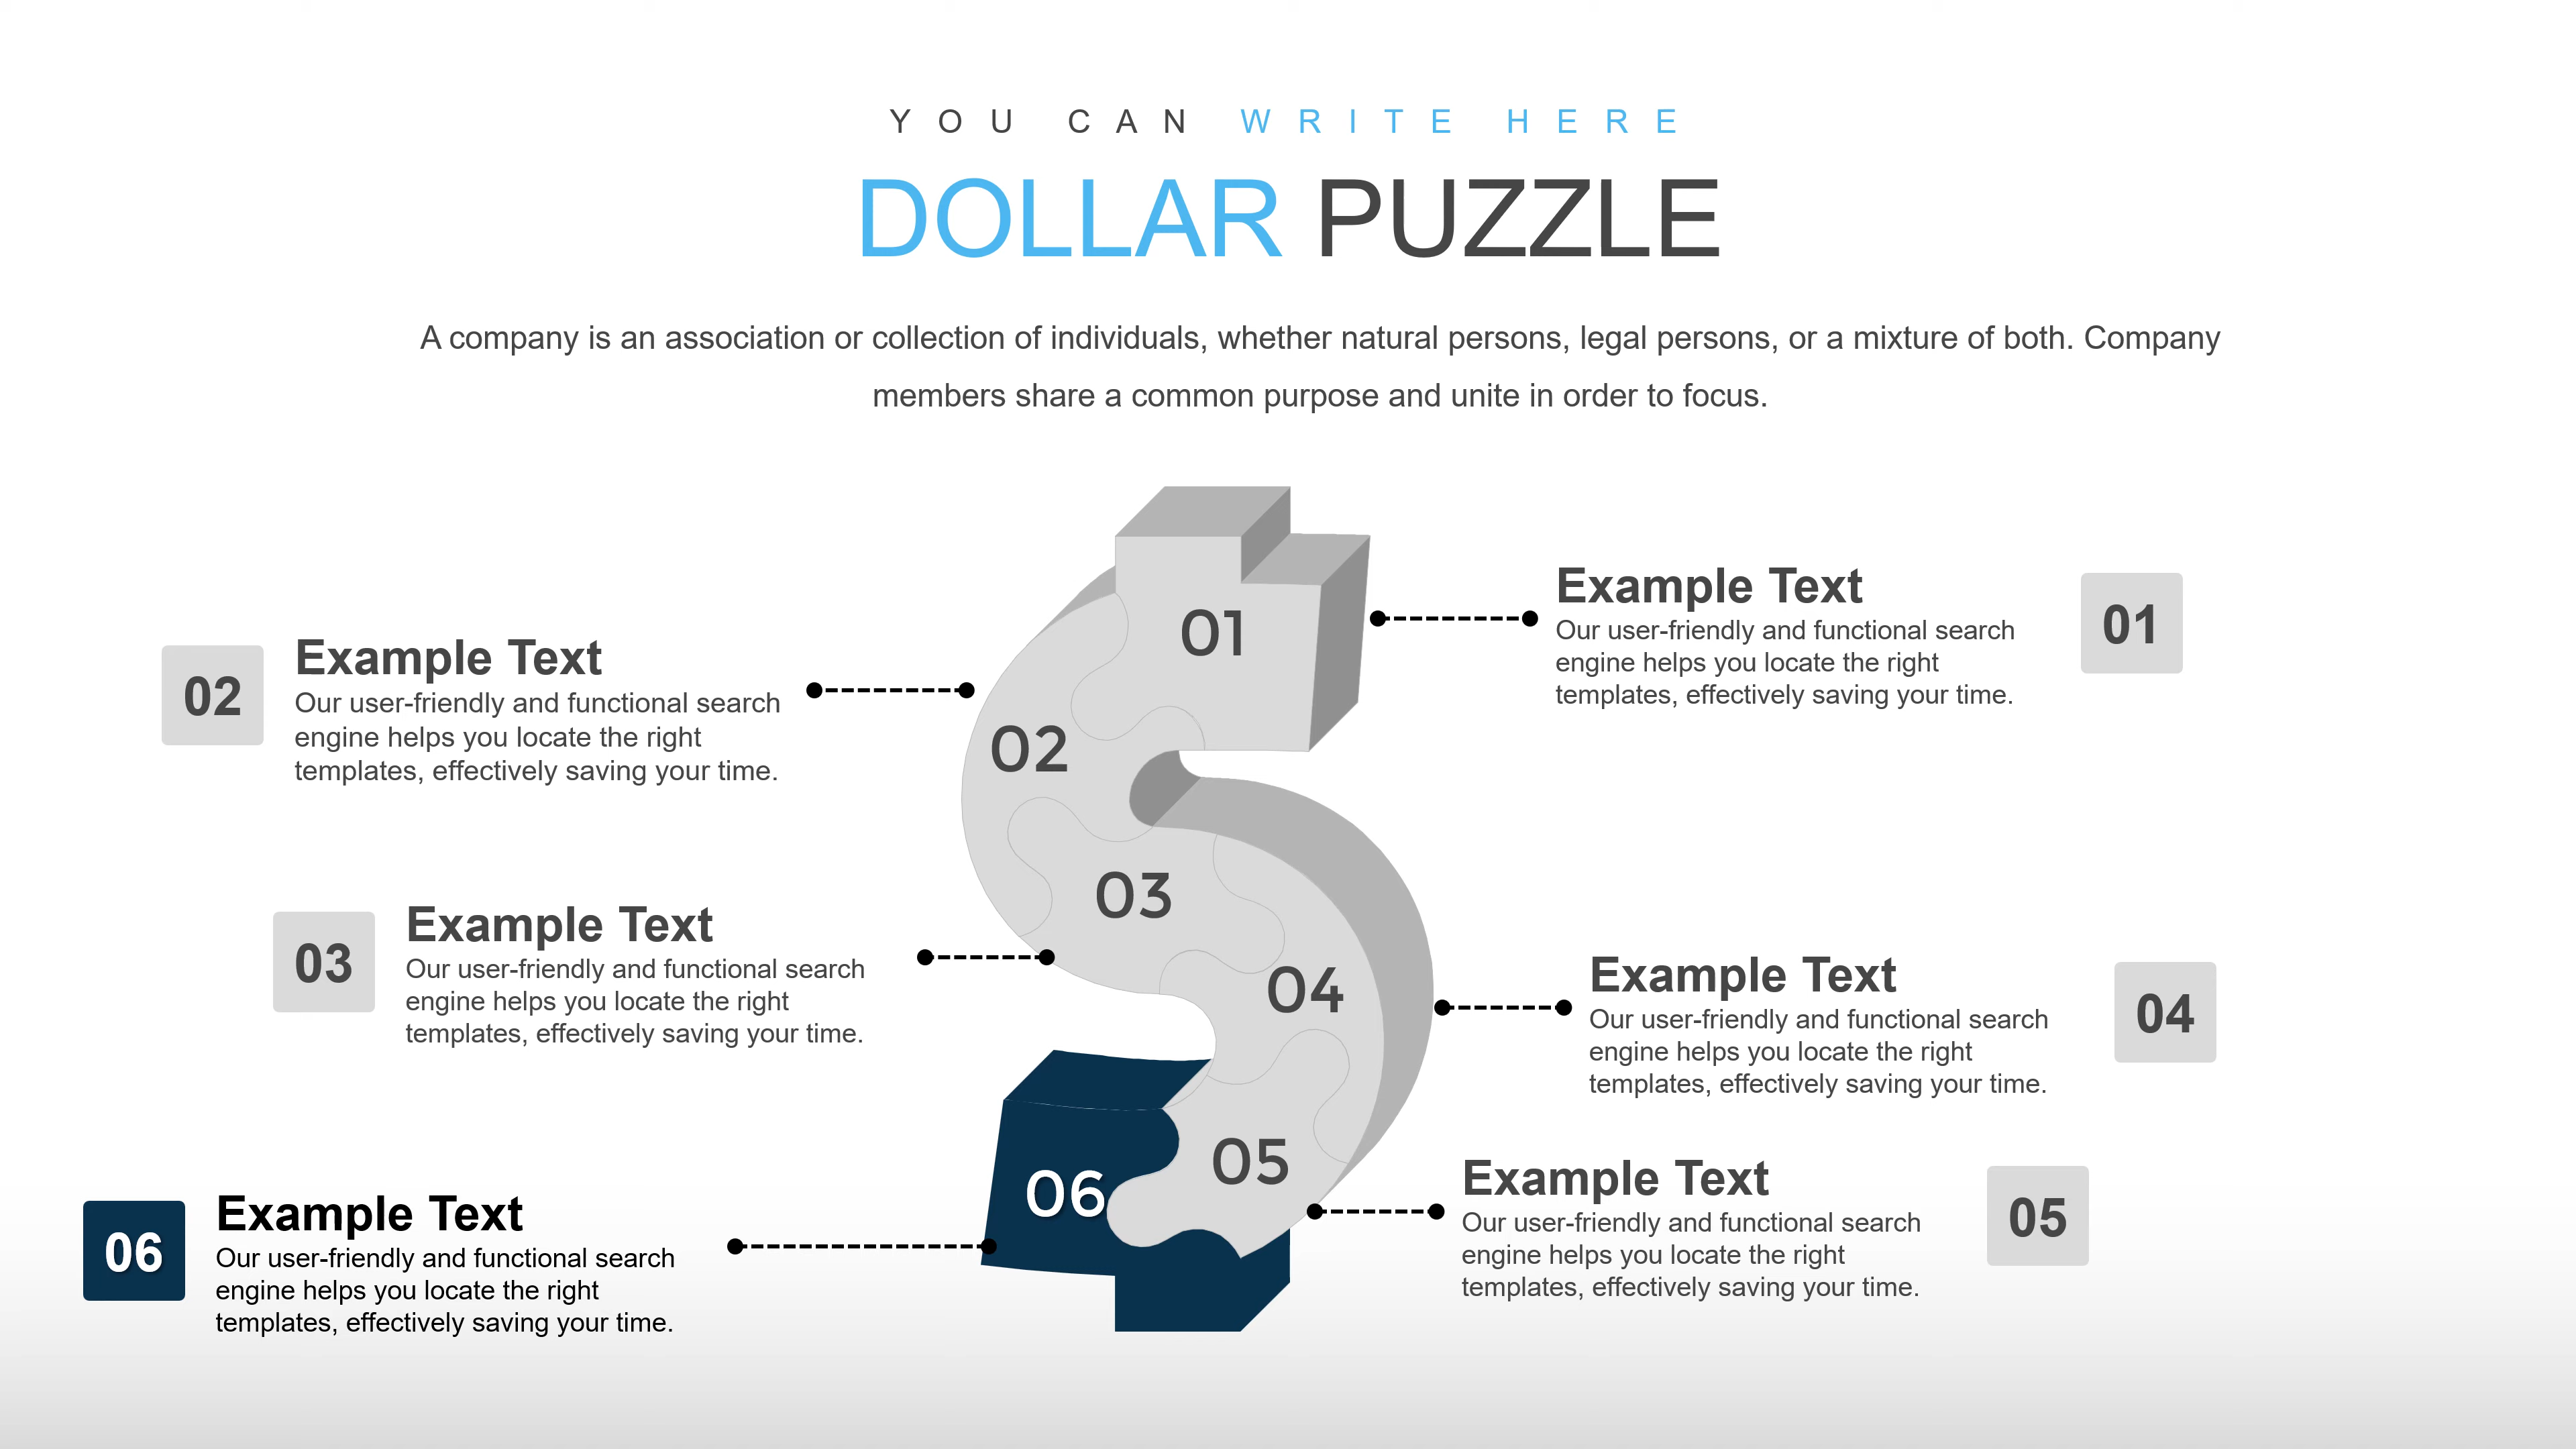 YOU CAN WRITE HERE
DOLLAR PUZZLE
A company is an association or collection of individuals, whether natural persons, legal persons, or a mixture of both. Company
members share a common purpose and unite in order to focus.
01
02
03
04
05
06
Example Text
Our user-friendly and functional search
engine helps you locate the right
templates, effectively saving your time.
01
02
Example Text
Our user-friendly and functional search
engine helps you locate the right
templates, effectively saving your time.
03
Example Text
Our user-friendly and functional search
engine helps you locate the right
templates, effectively saving your time.
Example Text
Our user-friendly and functional search
engine helps you locate the right
templates, effectively saving your time.
04
Example Text
Our user-friendly and functional search
engine helps you locate the right
templates, effectively saving your time.
05
06
Example Text
Our user-friendly and functional search
engine helps you locate the right
templates, effectively saving your time.